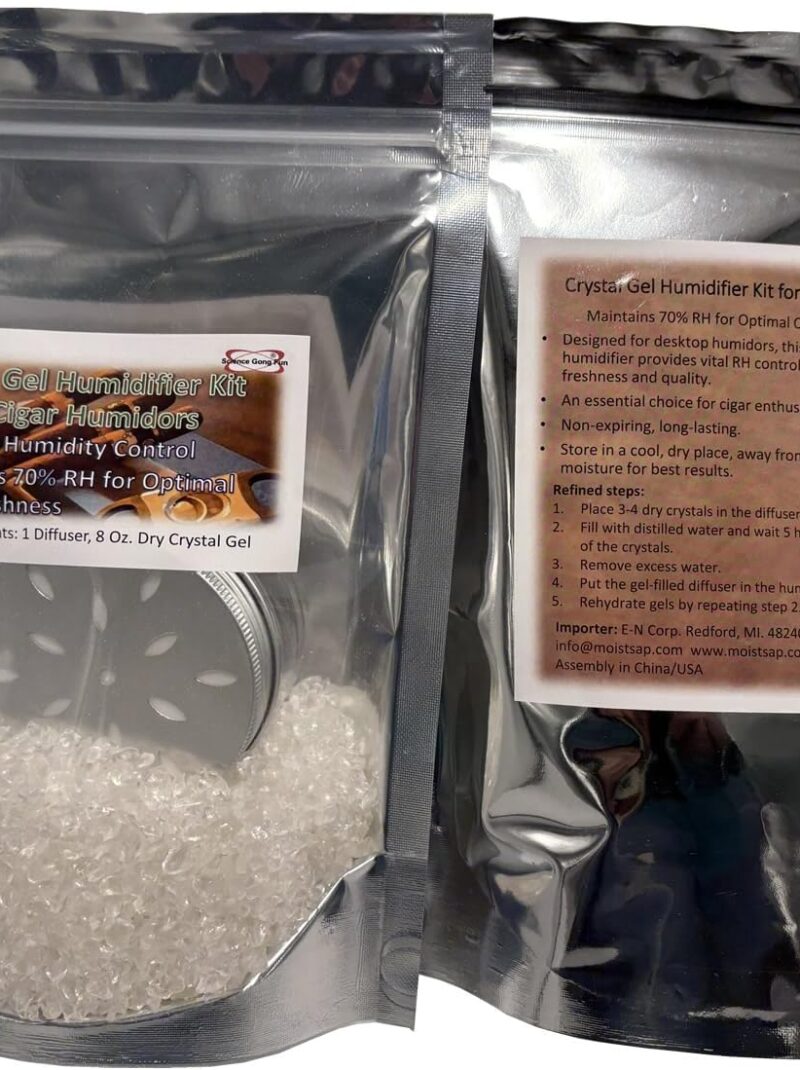 Science Gong Fun
Gel Humidifier Kit
Cigar Humidors
Humidity Control
s 70% RH for Optimal
hness
ts: 1 Diffuser, 8 Oz. Dry Crystal Gel
Crystal Gel Humidifier Kit for
Maintains 70% RH for Optimal C
• Designed for desktop humidors, this
humidifier provides vital RH control
freshness and quality.
• An essential choice for cigar enthus
• Non-expiring, long-lasting.
• Store in a cool, dry place, away from
moisture for best results.
Refined steps:
1. Place 3-4 dry crystals in the diffuser
2. Fill with distilled water and wait 5 h
of the crystals.
3. Remove excess water.
4. Put the gel-filled diffuser in the hum
5. Rehydrate gels by repeating step 2
Importer: E-N Corp. Redford, MI. 48240
info@moistsap.com www.moistsap.co
Assembly in China/USA